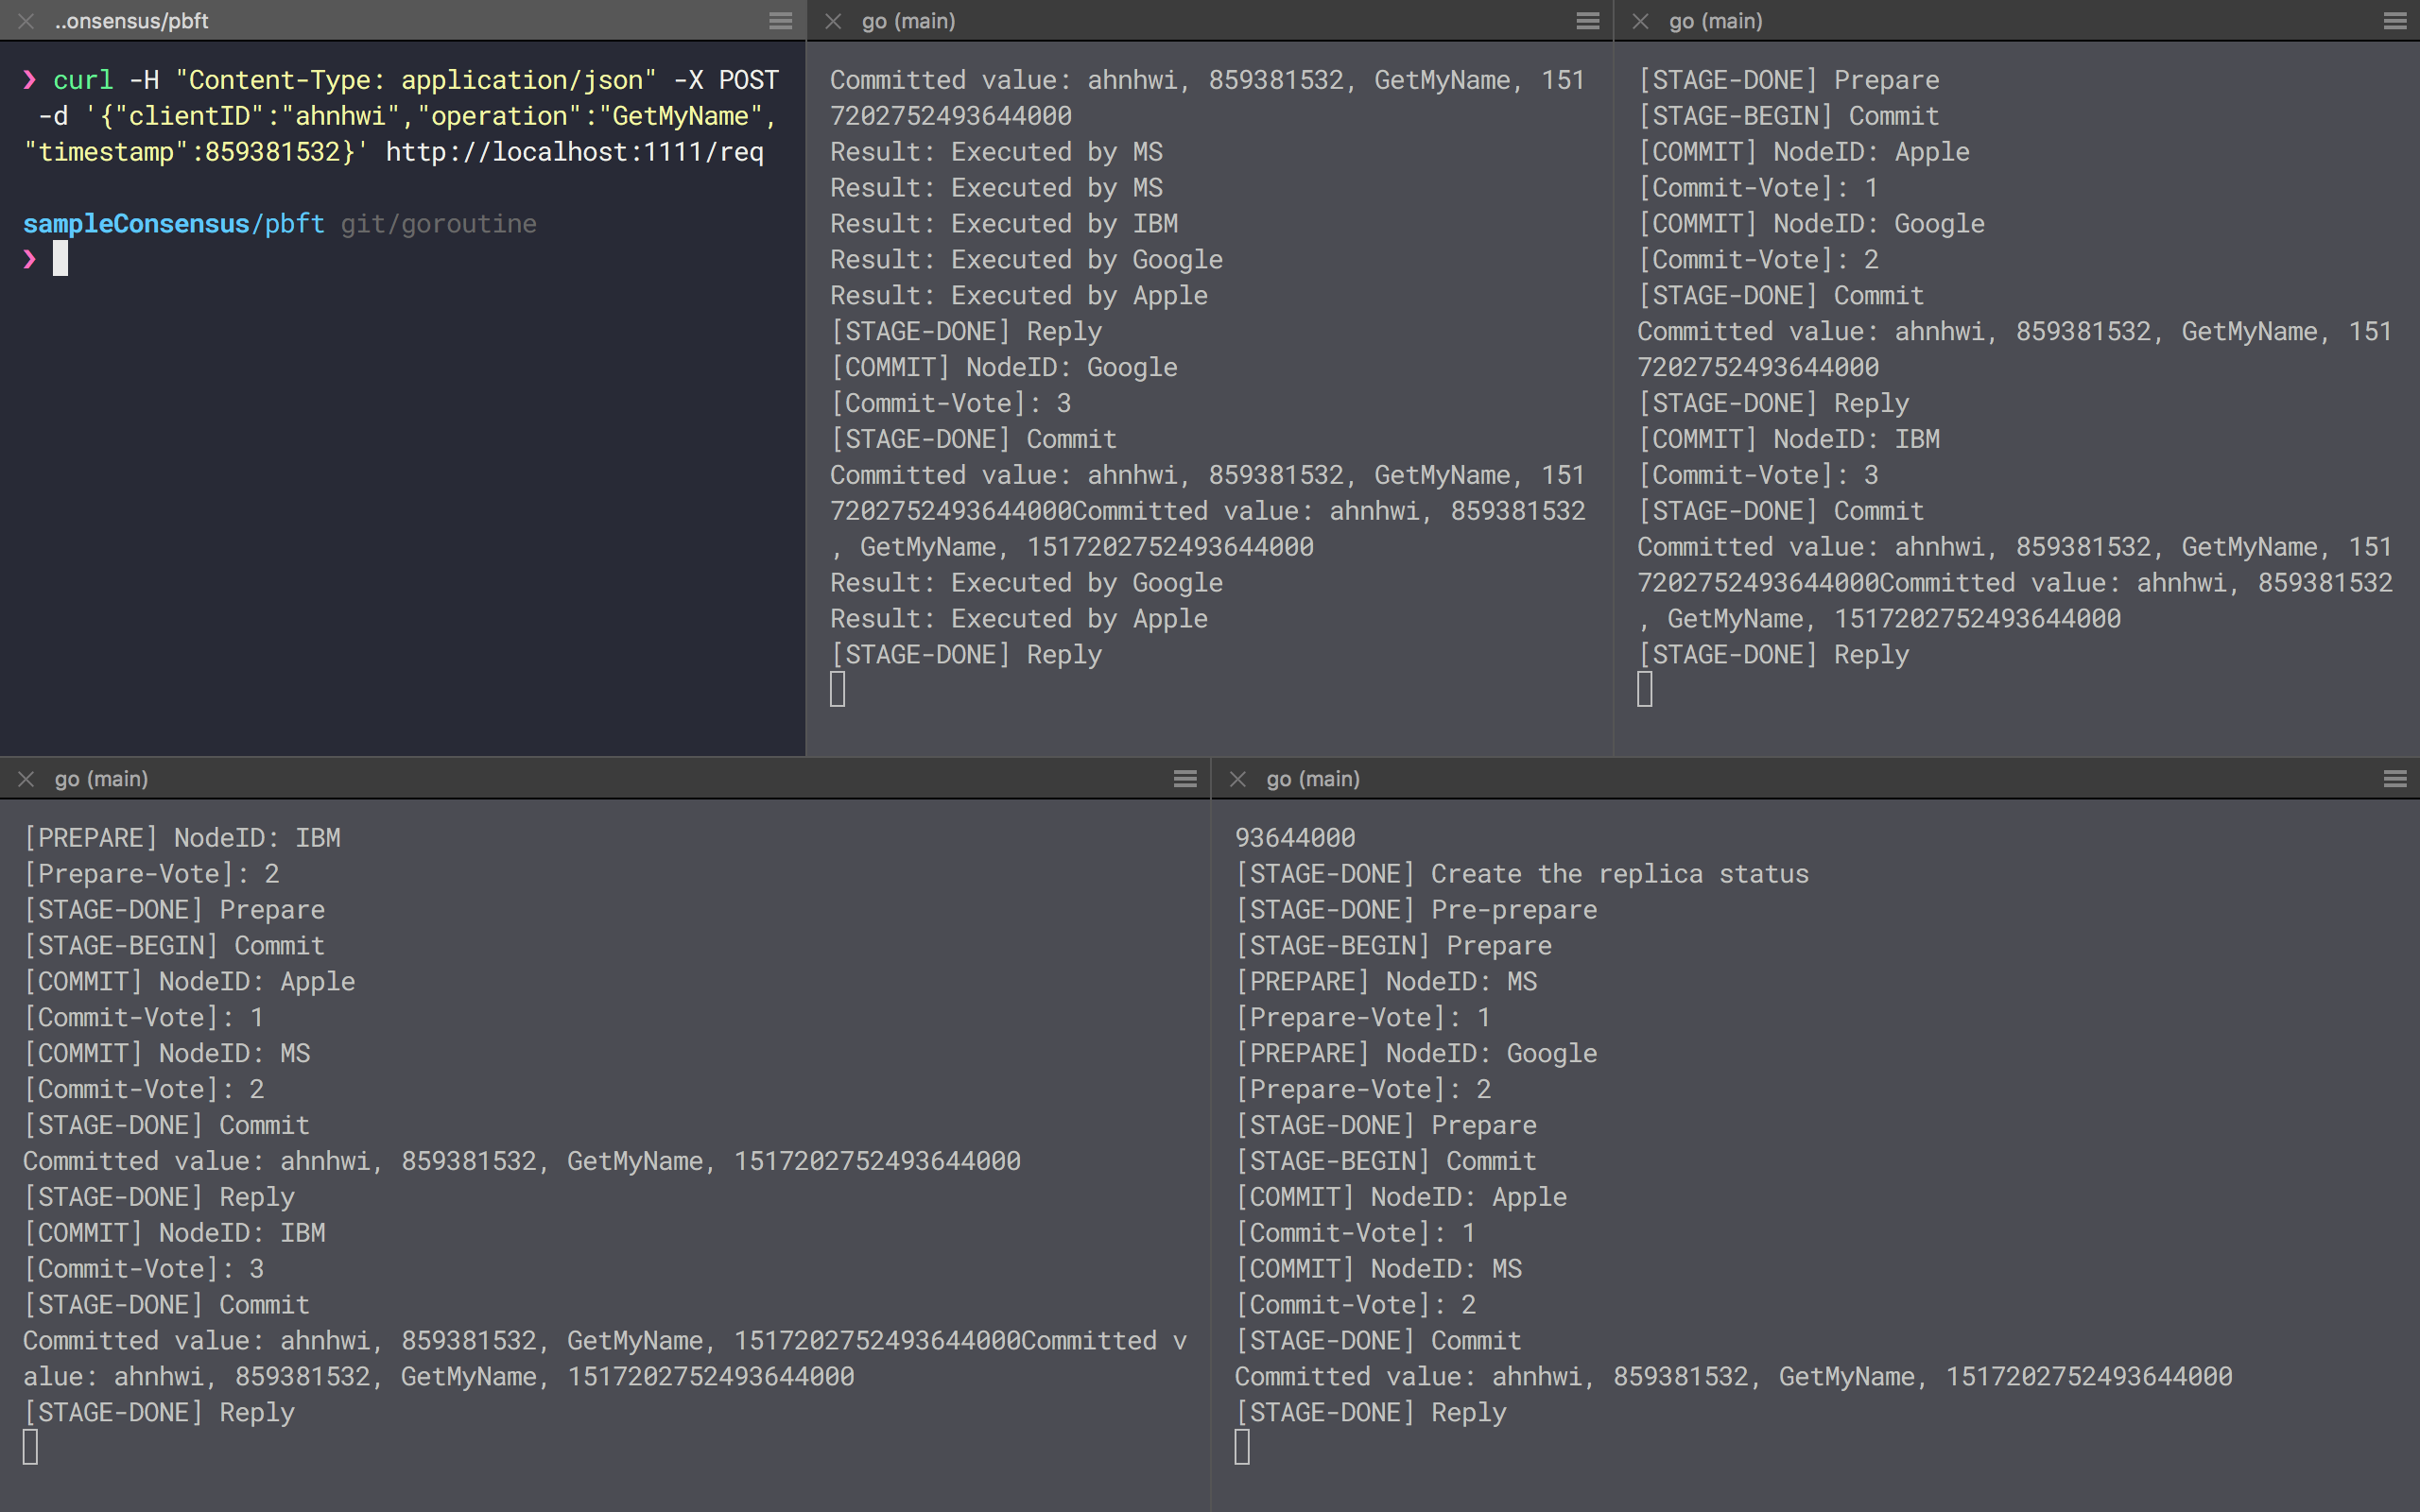 ..onsensus/pbft
❯ curl -H "Content-Type: application/json" -X POST
-d '{"clientID":"ahnhwi","operation":"GetMyName",
"timestamp":859381532}' http://localhost:1111/req
sampleConsensus/pbft git/goroutine
❯
go (main)
Committed value: ahnhwi, 859381532, GetMyName, 151
7202752493644000
Result: Executed by MS
Result: Executed by MS
Result: Executed by IBM
Result: Executed by Google
Result: Executed by Apple
[STAGE-DONE] Reply
[COMMIT] NodeID: Google
[Commit-Vote]: 3
[STAGE-DONE] Commit
Committed value: ahnhwi, 859381532, GetMyName, 151
7202752493644000Committed value: ahnhwi, 859381532
, GetMyName, 1517202752493644000
Result: Executed by Google
Result: Executed by Apple
[STAGE-DONE] Reply
go (main)
[STAGE-DONE] Prepare
[STAGE-BEGIN] Commit
[COMMIT] NodeID: Apple
[Commit-Vote]: 1
[COMMIT] NodeID: Google
[Commit-Vote]: 2
[STAGE-DONE] Commit
Committed value: ahnhwi, 859381532, GetMyName, 151
7202752493644000
[STAGE-DONE] Reply
[COMMIT] NodeID: IBM
[Commit-Vote]: 3
[STAGE-DONE] Commit
Committed value: ahnhwi, 859381532, GetMyName, 151
7202752493644000Committed value: ahnhwi, 859381532
, GetMyName, 1517202752493644000
[STAGE-DONE] Reply
go (main)
[PREPARE] NodeID: IBM
[Prepare-Vote]: 2
[STAGE-DONE] Prepare
[STAGE-BEGIN] Commit
[COMMIT] NodeID: Apple
[Commit-Vote]: 1
[COMMIT] NodeID: MS
[Commit-Vote]: 2
[STAGE-DONE] Commit
Committed value: ahnhwi, 859381532, GetMyName, 1517202752493644000
[STAGE-DONE] Reply
[COMMIT] NodeID: IBM
[Commit-Vote]: 3
[STAGE-DONE] Commit
Committed value: ahnhwi, 859381532, GetMyName, 1517202752493644000Committed v
alue: ahnhwi, 859381532, GetMyName, 1517202752493644000
[STAGE-DONE] Reply
go (main)
93644000
[STAGE-DONE] Create the replica status
[STAGE-DONE] Pre-prepare
[STAGE-BEGIN] Prepare
[PREPARE] NodeID: MS
[Prepare-Vote]: 1
[PREPARE] NodeID: Google
[Prepare-Vote]: 2
[STAGE-DONE] Prepare
[STAGE-BEGIN] Commit
[COMMIT] NodeID: Apple
[Commit-Vote]: 1
[COMMIT] NodeID: MS
[Commit-Vote]: 2
[STAGE-DONE] Commit
Committed value: ahnhwi, 859381532, GetMyName, 1517202752493644000
[STAGE-DONE] Reply